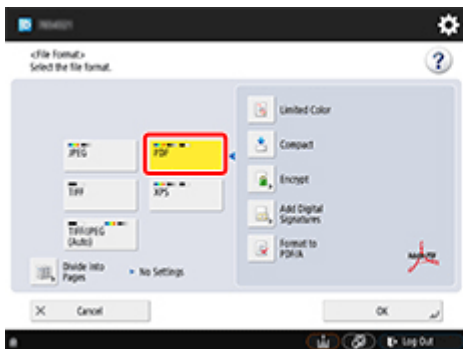 <File Format>
Select the file format.
?
Limited Color
JPEG
PDF
Compact
TIFF
XPS
Encrypt
TIFF/JPEG
(Auto)
Add Digital
Signatures
Divide into
Pages
No Settings
Format to
PDF/A
Cancel
OK
Log Out